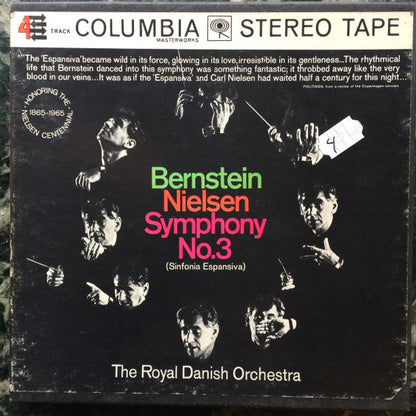 4 TRACK COLUMBIA MASTERWORKS STEREO TAPE
"The 'Espansiva' became wild in its force, glowing in its love, irresistible in its gentleness...The rhythmical
life that Bernstein danced into this symphony was something fantastic; it throbbed away like the very
blood in our veins...It was as if the 'Espansiva' and Carl Nielsen had waited half a century for this night..."
POLITIKEN, from a review of the Copenhagen concert
HONORING THE
1865-1965
NIELSEN CENTENNIAL
Bernstein
Nielsen
Symphony
No.3
(Sinfonia Espansiva)
The Royal Danish Orchestra